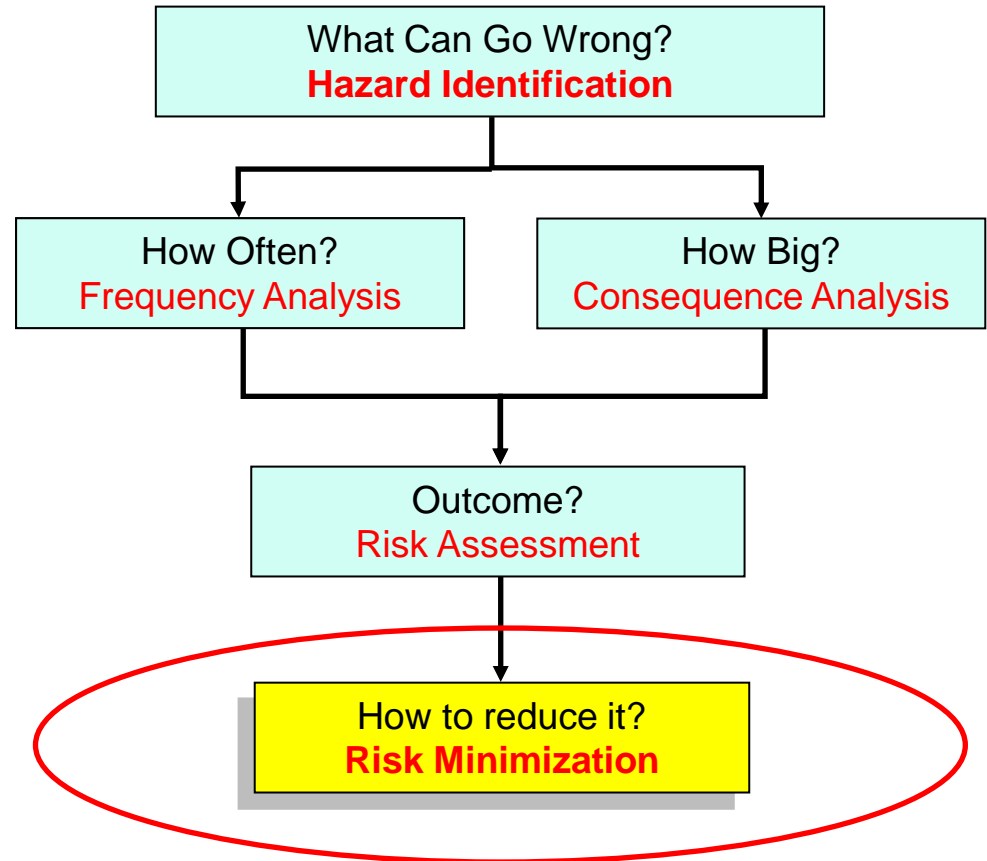 What Can Go Wrong?
Hazard Identification
How Often?
Frequency Analysis
How Big?
Consequence Analysis
Outcome?
Risk Assessment
How to reduce it?
Risk Minimization